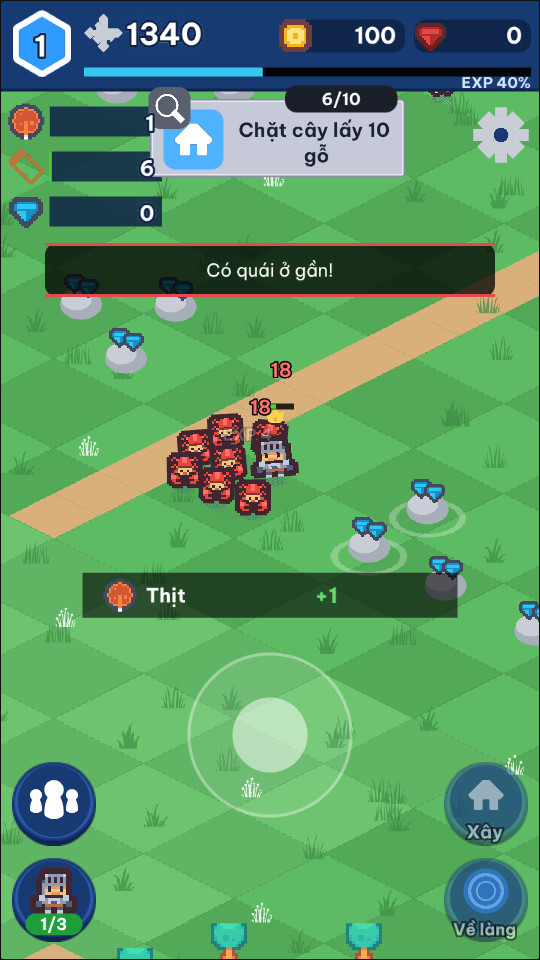 1
1340
100
0
EXP 40%
6/10
Chặt cây lấy 10
gỗ
1
6
0
Có quái ở gần!
18
18
Thịt
+1
Xây
1/3
Về làng